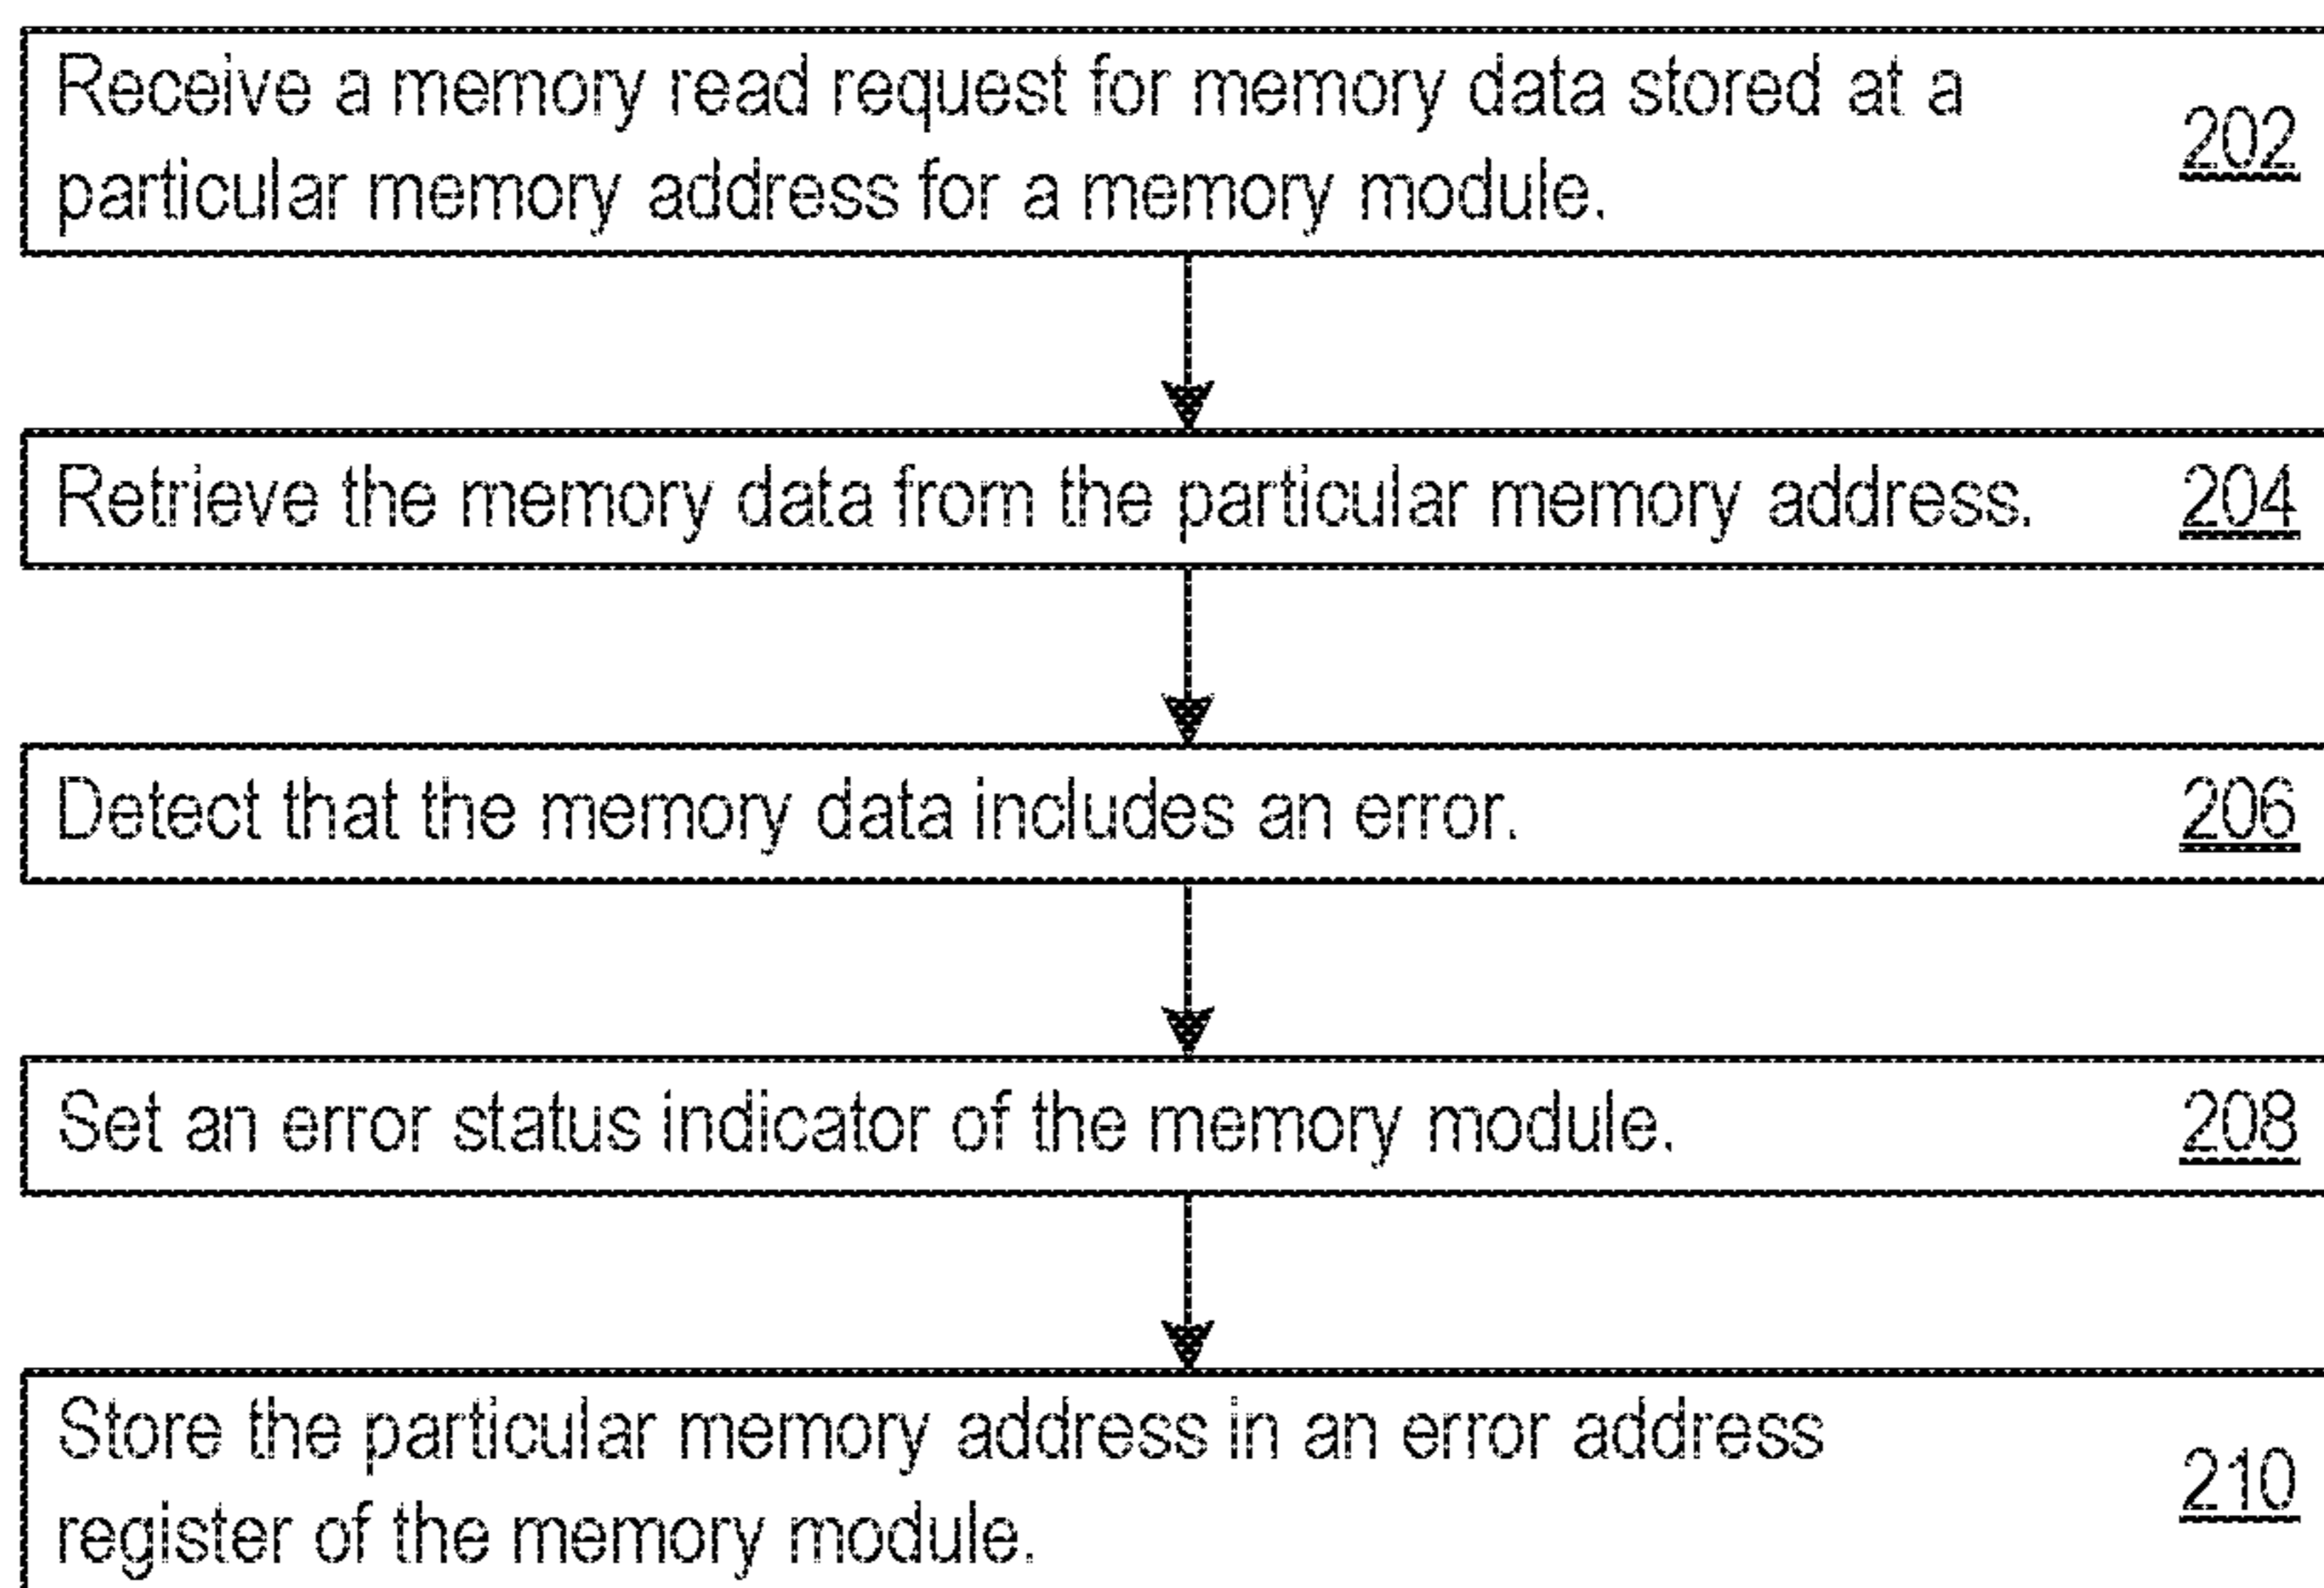 Receive a memory read request for memory data stored at a
particular memory address for a memory module.
202
Retrieve the memory data from the particular memory address. 204
Detect that the memory data includes an error. 206
Set an error status indicator of the memory module. 208
Store the particular memory address in an error address
register of the memory module.
210